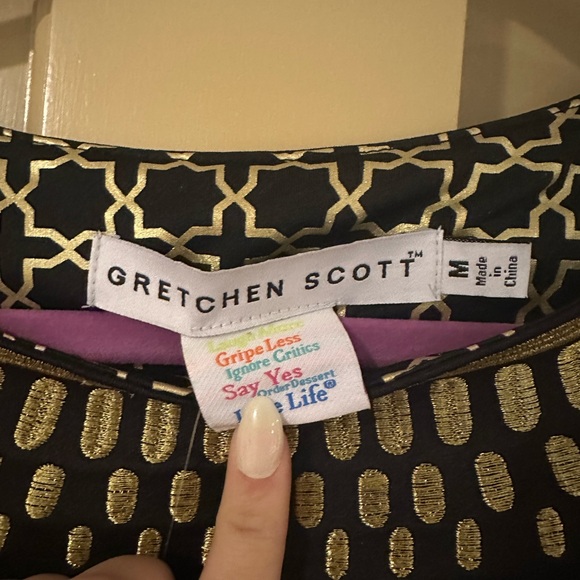 GRETCHEN SCOTT™
M
Made
in
China
Laugh More
Gripe Less
Ignore Critics
Say Yes
Order Dessert
Life®